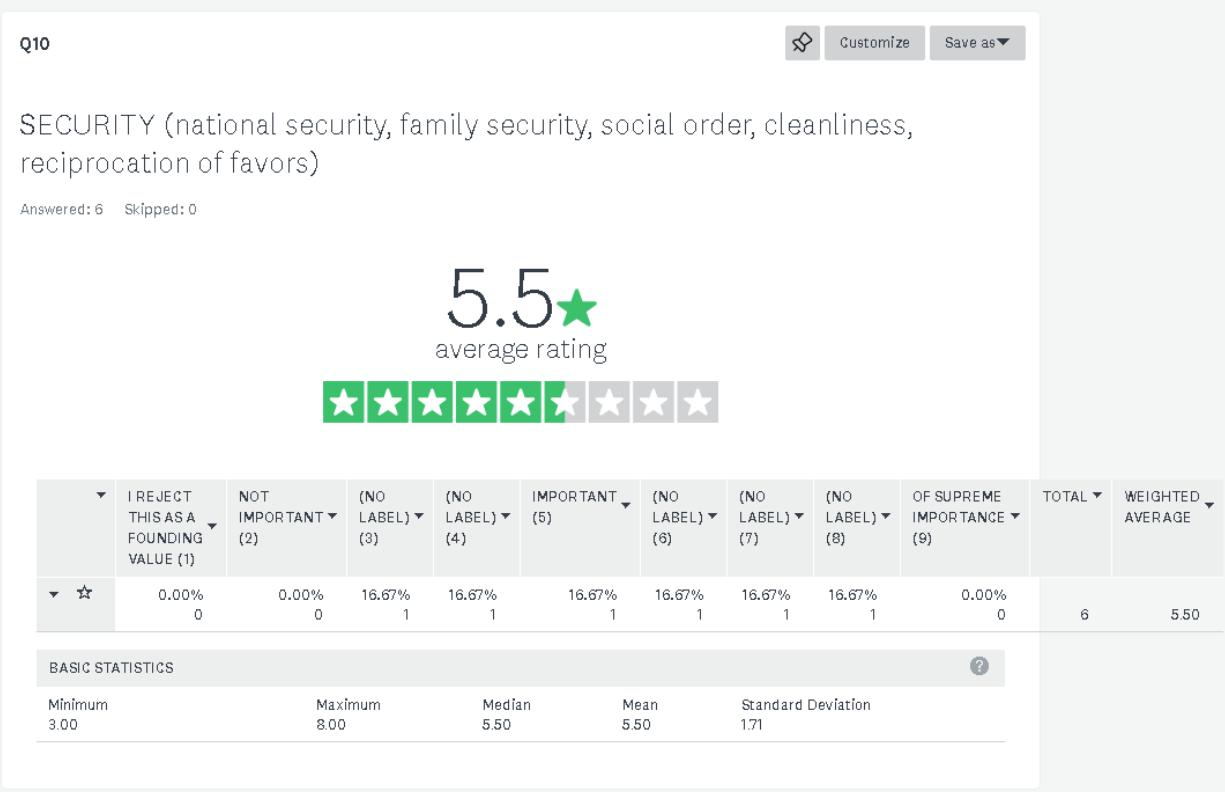 Q10
Customize
Save as
SECURITY (national security, family security, social order, cleanliness,
reciprocation of favors)
Answered: 6 Skipped: 0
5.5
average rating
I REJECT THIS AS A FOUNDING VALUE (1)
NOT IMPORTANT (2)
(NO LABEL) (3)
(NO LABEL) (4)
IMPORTANT (5)
(NO LABEL) (6)
(NO LABEL) (7)
(NO LABEL) (8)
OF SUPREME IMPORTANCE (9)
TOTAL
WEIGHTED AVERAGE
0.00% 0.00% 16.67% 16.67% 16.67% 16.67% 16.67% 16.67% 0.00%
0 0 1 1 1 1 1 1 0 6 5.50
BASIC STATISTICS ?
Minimum Maximum Median Mean Standard Deviation
3.00 8.00 5.50 5.50 1.71